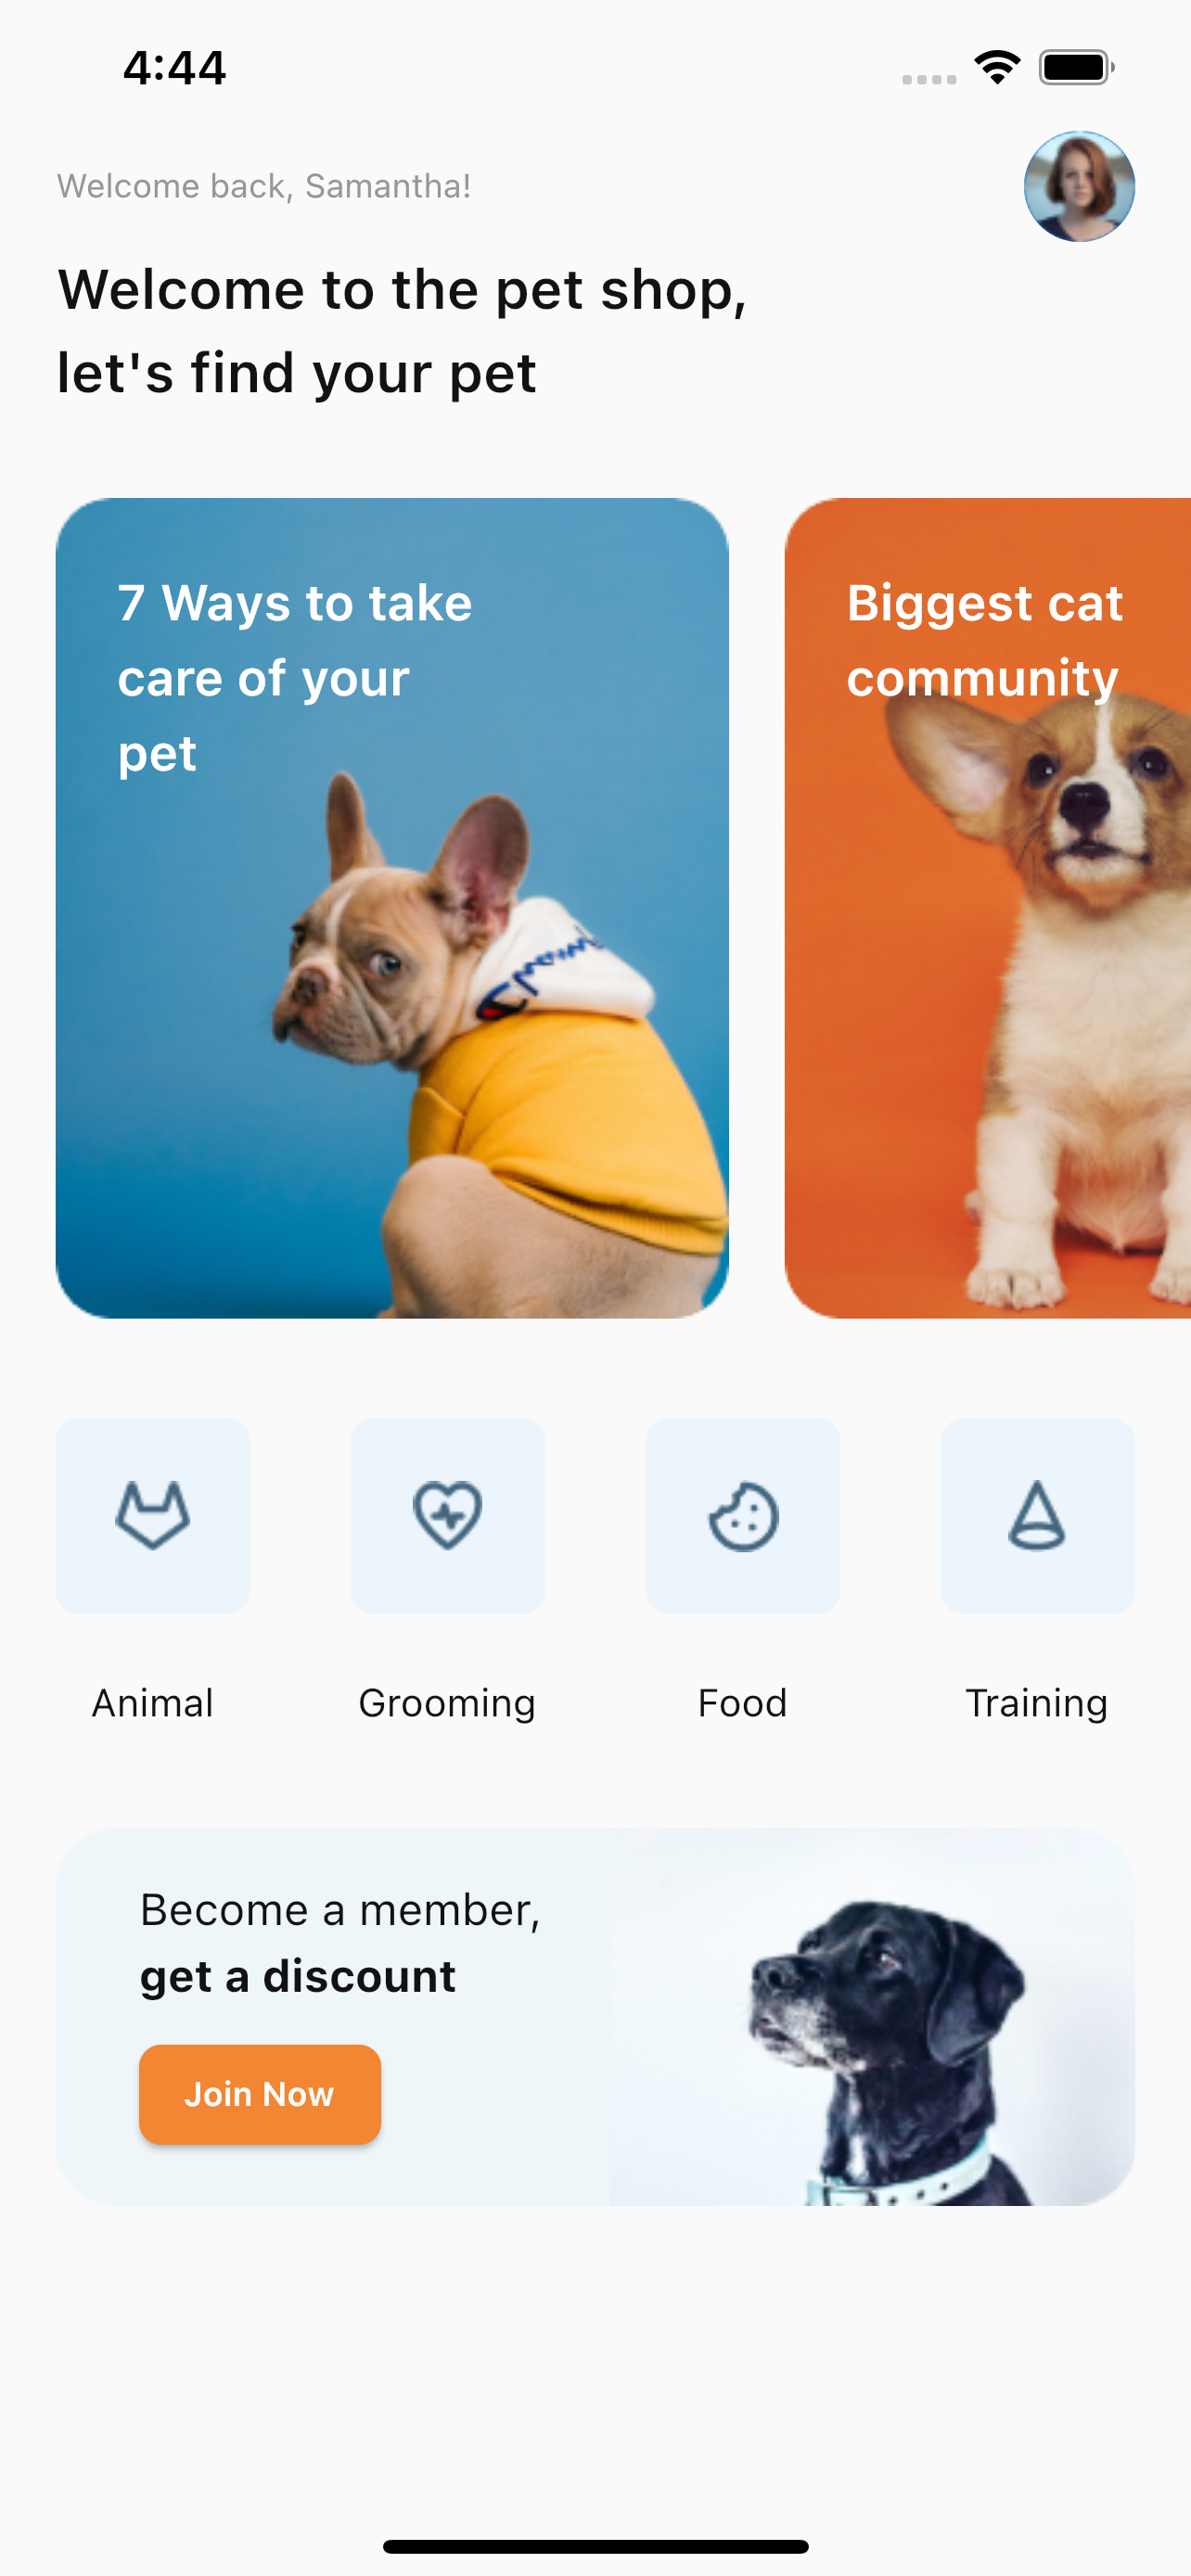 4:44
Welcome back, Samantha!
Welcome to the pet shop,
let's find your pet
7 Ways to take
care of your
pet
Biggest cat
community
Animal
Grooming
Food
Training
Become a member,
get a discount
Join Now